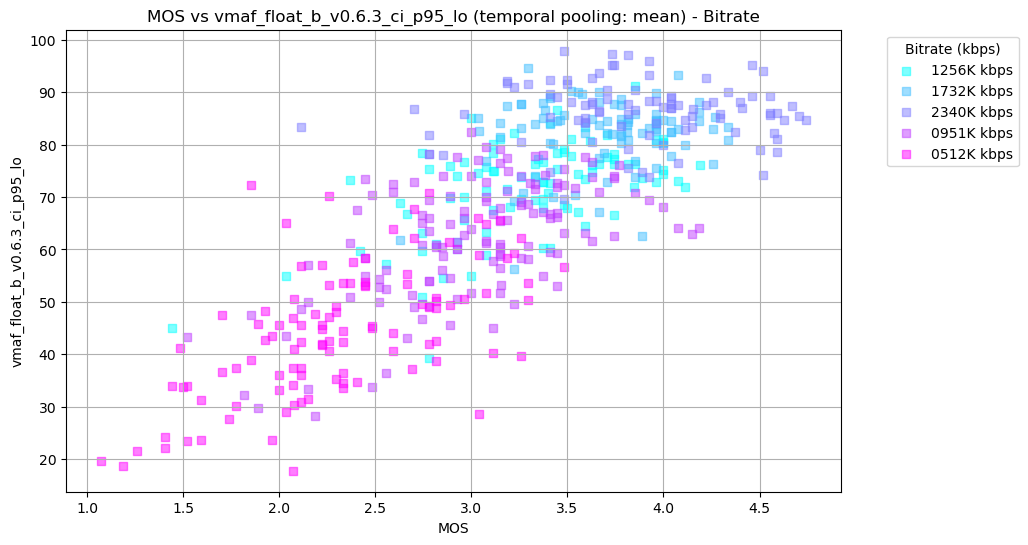 MOS vs vmaf_float_b_v0.6.3_ci_p95_lo (temporal pooling: mean) - Bitrate
vmaf_float_b_v0.6.3_ci_p95_lo
100
90
80
70
60
50
40
30
20
1.0 1.5 2.0 2.5 3.0 3.5 4.0 4.5
MOS
Bitrate (kbps)
1256K kbps
1732K kbps
2340K kbps
0951K kbps
0512K kbps